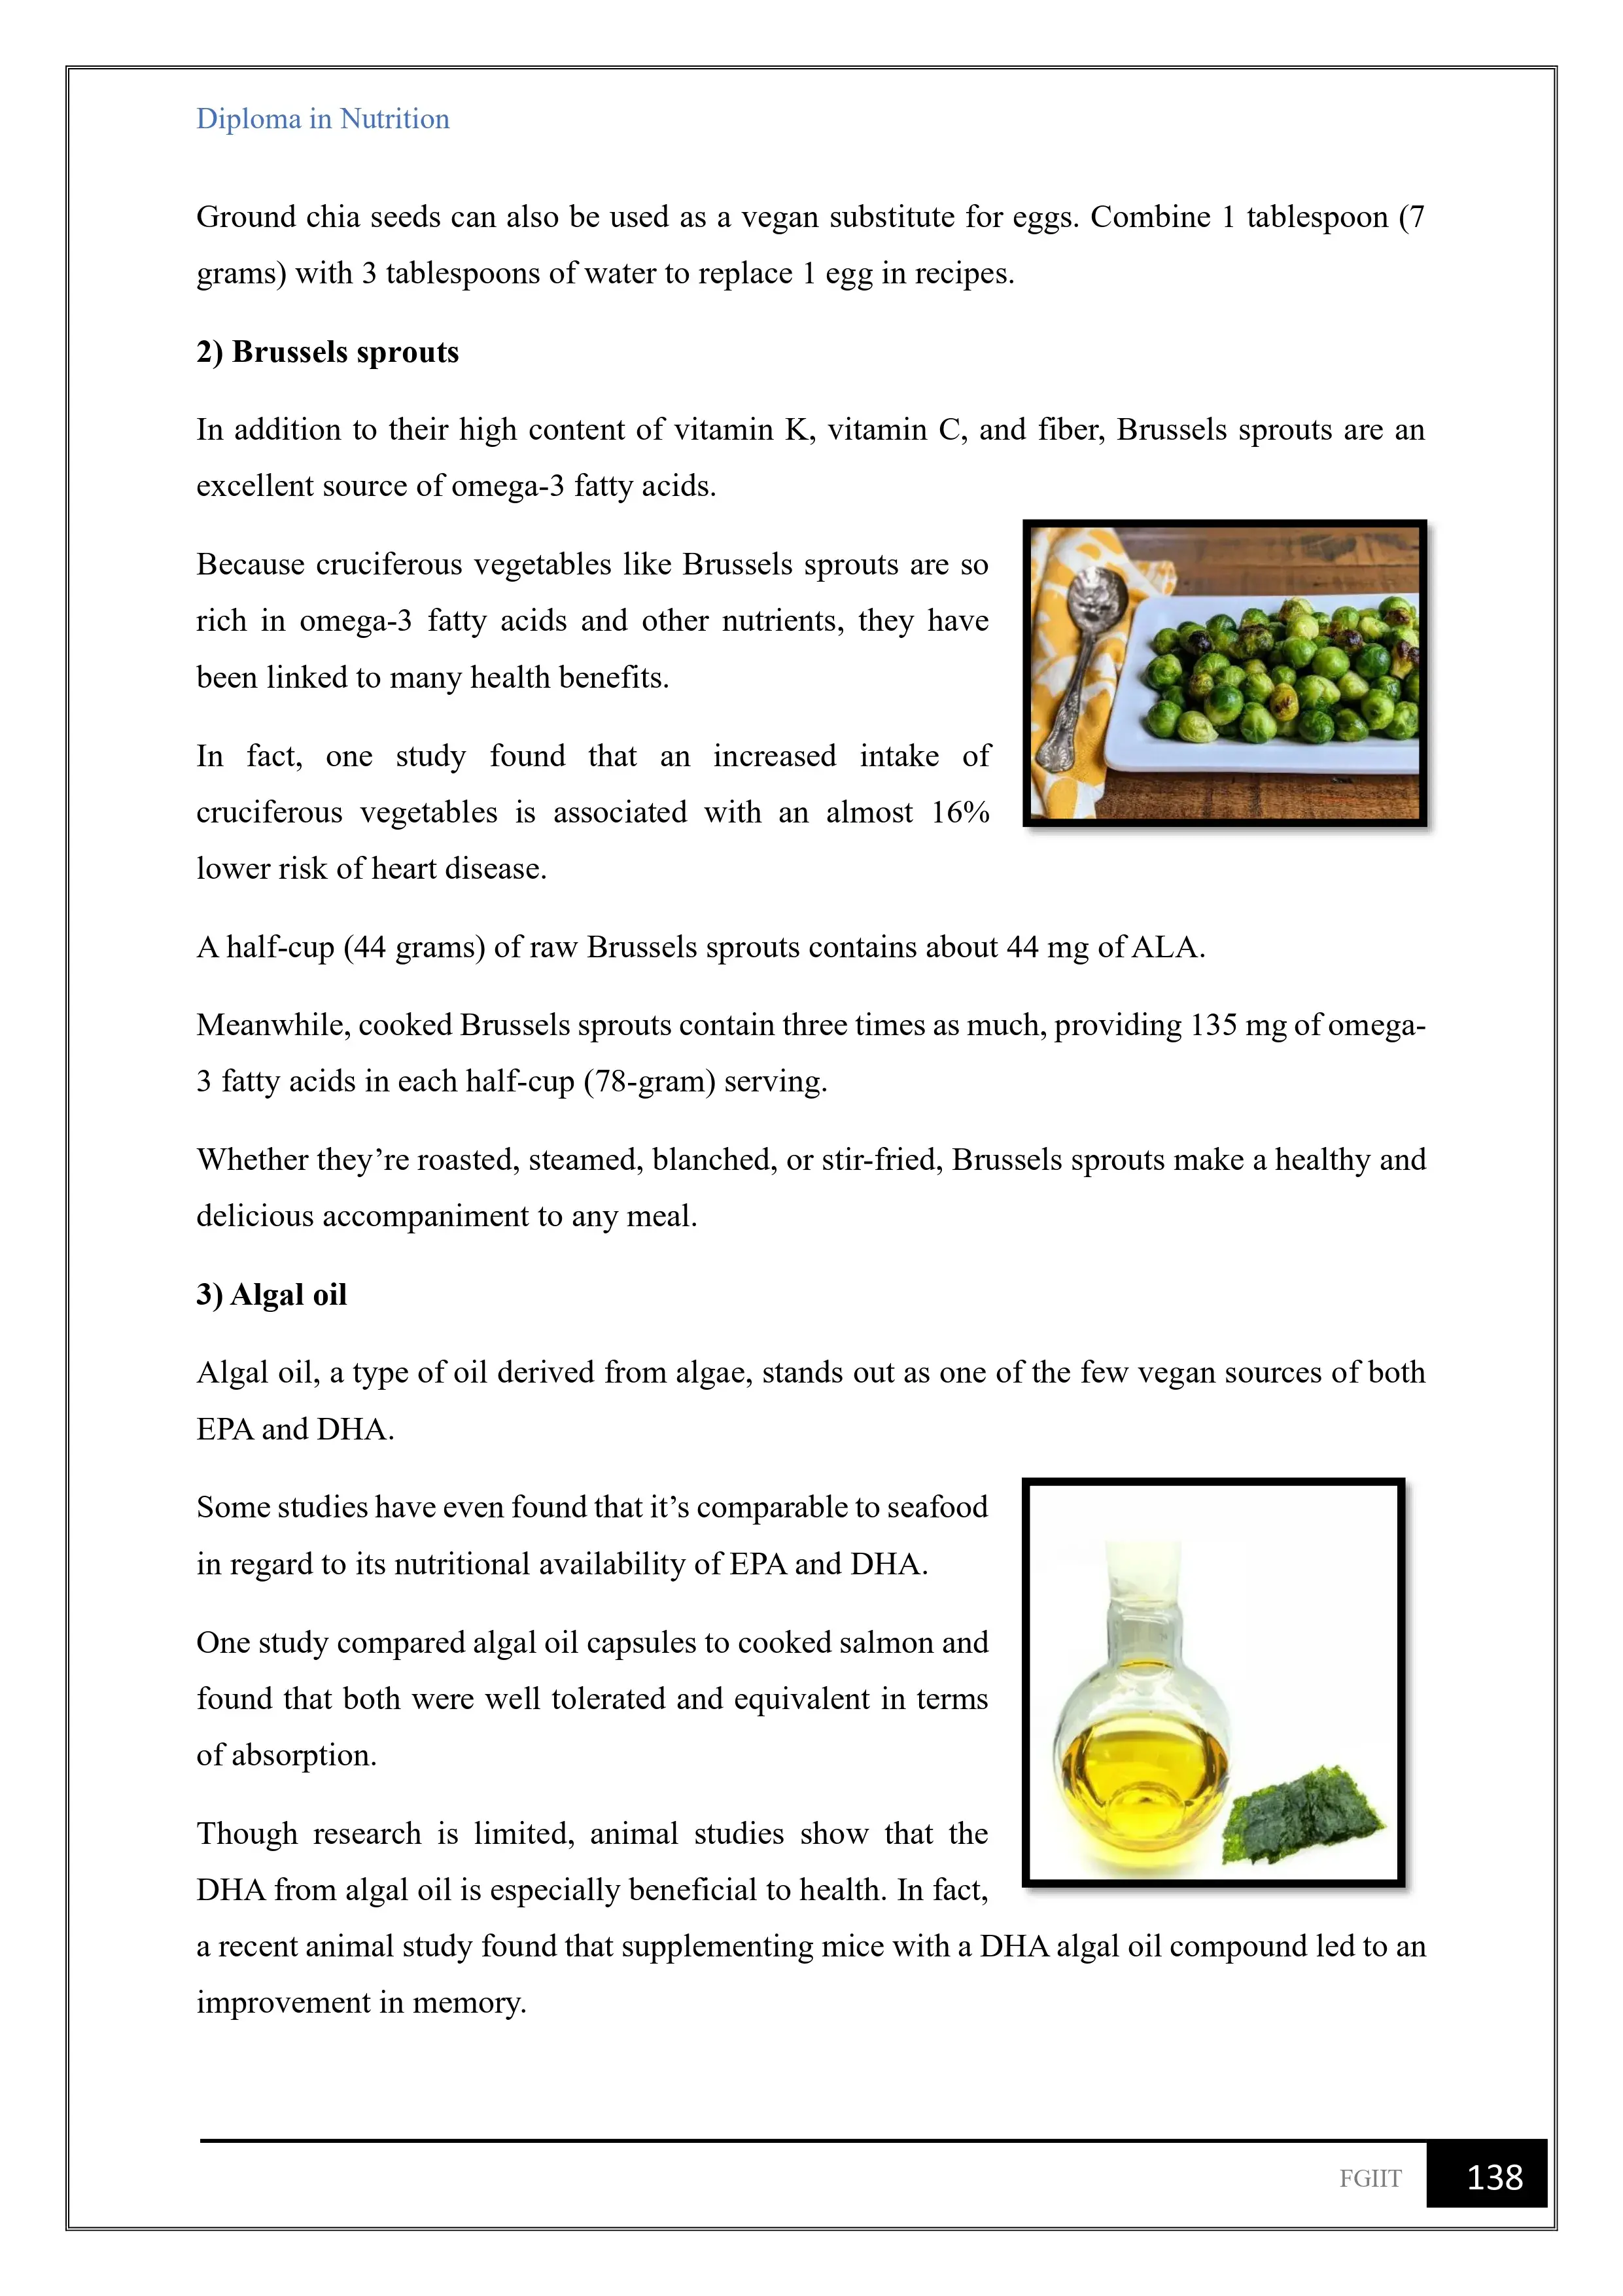 Diploma in Nutrition
Ground chia seeds can also be used as a vegan substitute for eggs. Combine 1 tablespoon (7
grams) with 3 tablespoons of water to replace 1 egg in recipes.
2) Brussels sprouts
In addition to their high content of vitamin K, vitamin C, and fiber, Brussels sprouts are an
excellent source of omega-3 fatty acids.
Because cruciferous vegetables like Brussels sprouts are so
rich in omega-3 fatty acids and other nutrients, they have
been linked to many health benefits.
In fact, one study found that an increased intake of
cruciferous vegetables is associated with an almost 16%
lower risk of heart disease.
A half-cup (44 grams) of raw Brussels sprouts contains about 44 mg of ALA.
Meanwhile, cooked Brussels sprouts contain three times as much, providing 135 mg of omega-
3 fatty acids in each half-cup (78-gram) serving.
Whether they’re roasted, steamed, blanched, or stir-fried, Brussels sprouts make a healthy and
delicious accompaniment to any meal.
3) Algal oil
Algal oil, a type of oil derived from algae, stands out as one of the few vegan sources of both
EPA and DHA.
Some studies have even found that it’s comparable to seafood
in regard to its nutritional availability of EPA and DHA.
One study compared algal oil capsules to cooked salmon and
found that both were well tolerated and equivalent in terms
of absorption.
Though research is limited, animal studies show that the
DHA from algal oil is especially beneficial to health. In fact,
a recent animal study found that supplementing mice with a DHA algal oil compound led to an
improvement in memory.
FGIIT
138